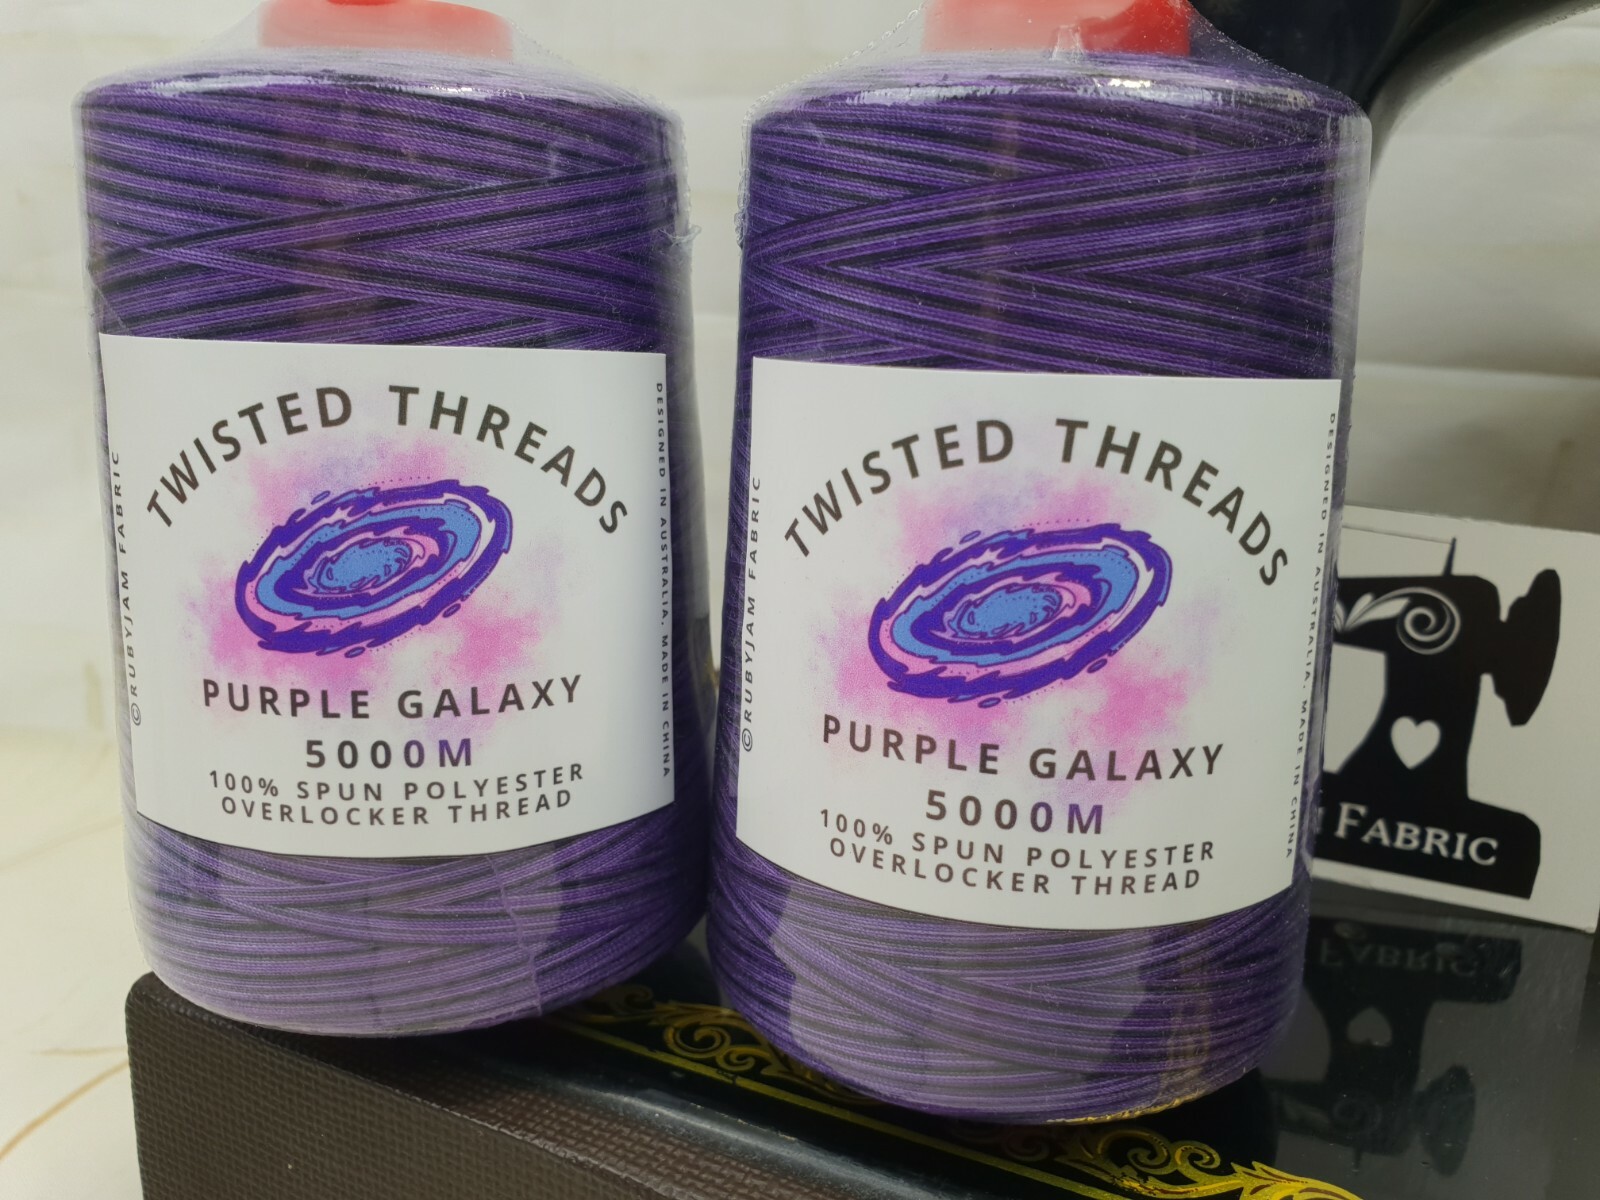 TWISTED THREADS
PURPLE GALAXY
5000M
100% SPUN POLYESTER
OVERLOCKER THREAD
©RUBYJAM FABRIC
DESIGNED IN AUSTRALIA. MADE IN CHINA
TWISTED THREADS
PURPLE GALAXY
5000M
100% SPUN POLYESTER
OVERLOCKER THREAD
©RUBYJAM FABRIC
DESIGNED IN AUSTRALIA. MADE IN CHINA
FABRIC
FABRIC